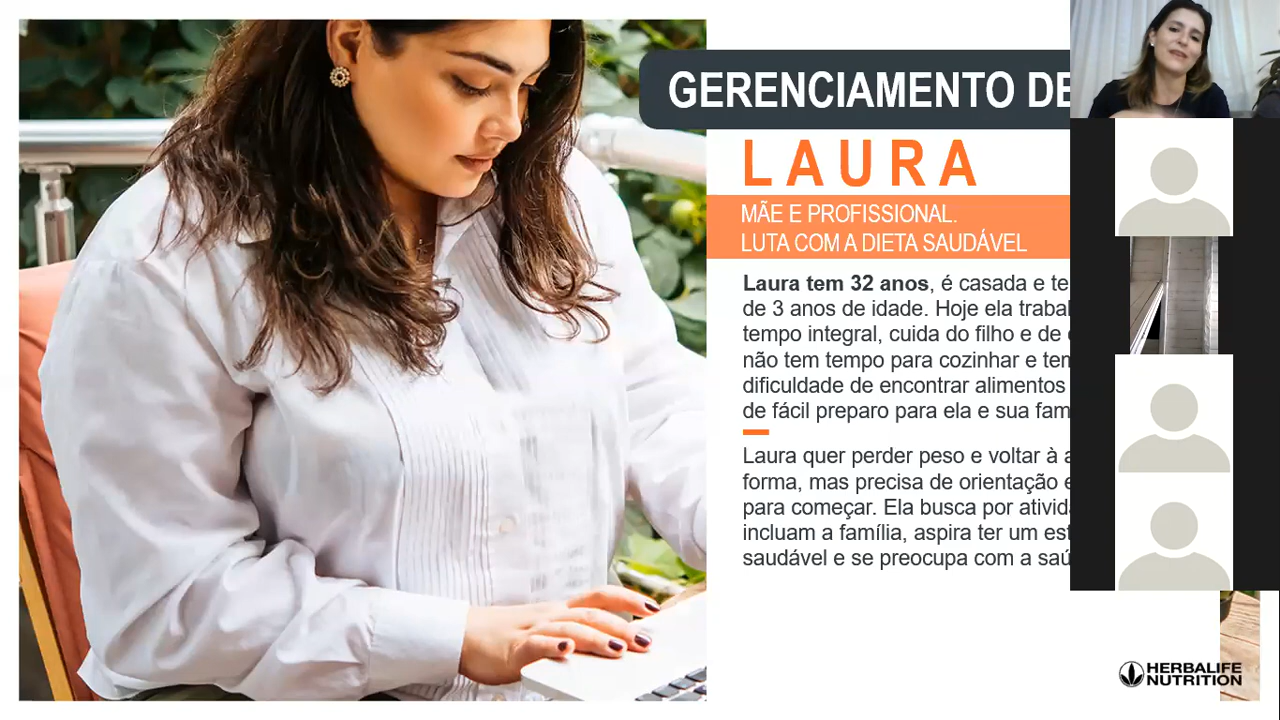 GERENCIAMENTO DE
LAURA
MÃE E PROFISSIONAL.
LUTA COM A DIETA SAUDÁVEL
Laura tem 32 anos, é casada e te
de 3 anos de idade. Hoje ela trabal
tempo integral, cuida do filho e de
não tem tempo para cozinhar e tem
dificuldade de encontrar alimentos
de fácil preparo para ela e sua fam
Laura quer perder peso e voltar à a
forma, mas precisa de orientação e
para começar. Ela busca por ativida
incluam a família, aspira ter um est
saudável e se preocupa com a saú
HERBALIFE
NUTRITION